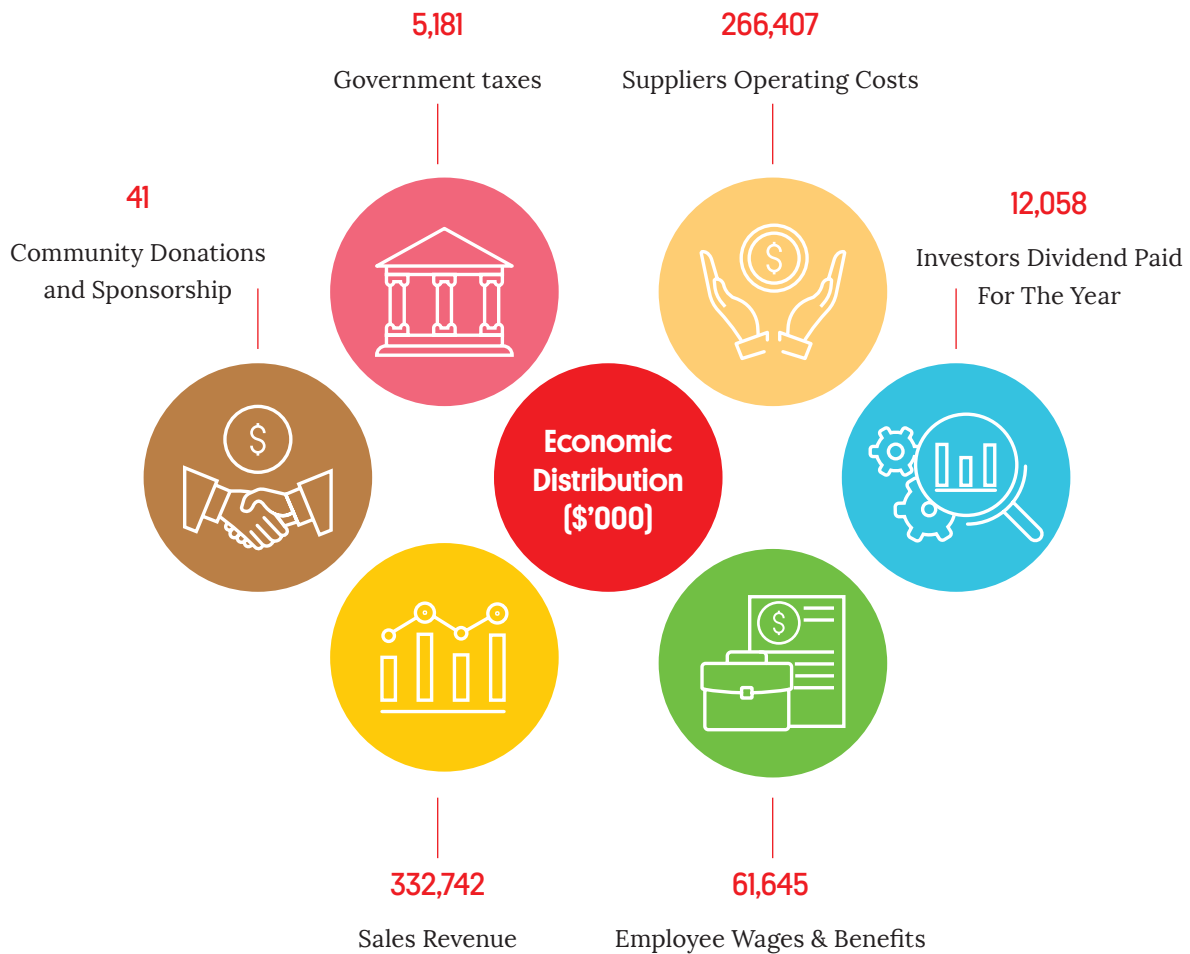 5,181
Government taxes
266,407
Suppliers Operating Costs
41
Community Donations
and Sponsorship
12,058
Investors Dividend Paid
For The Year
$
$
Economic
Distribution
($'000)
$
332,742
Sales Revenue
61,645
Employee Wages & Benefits